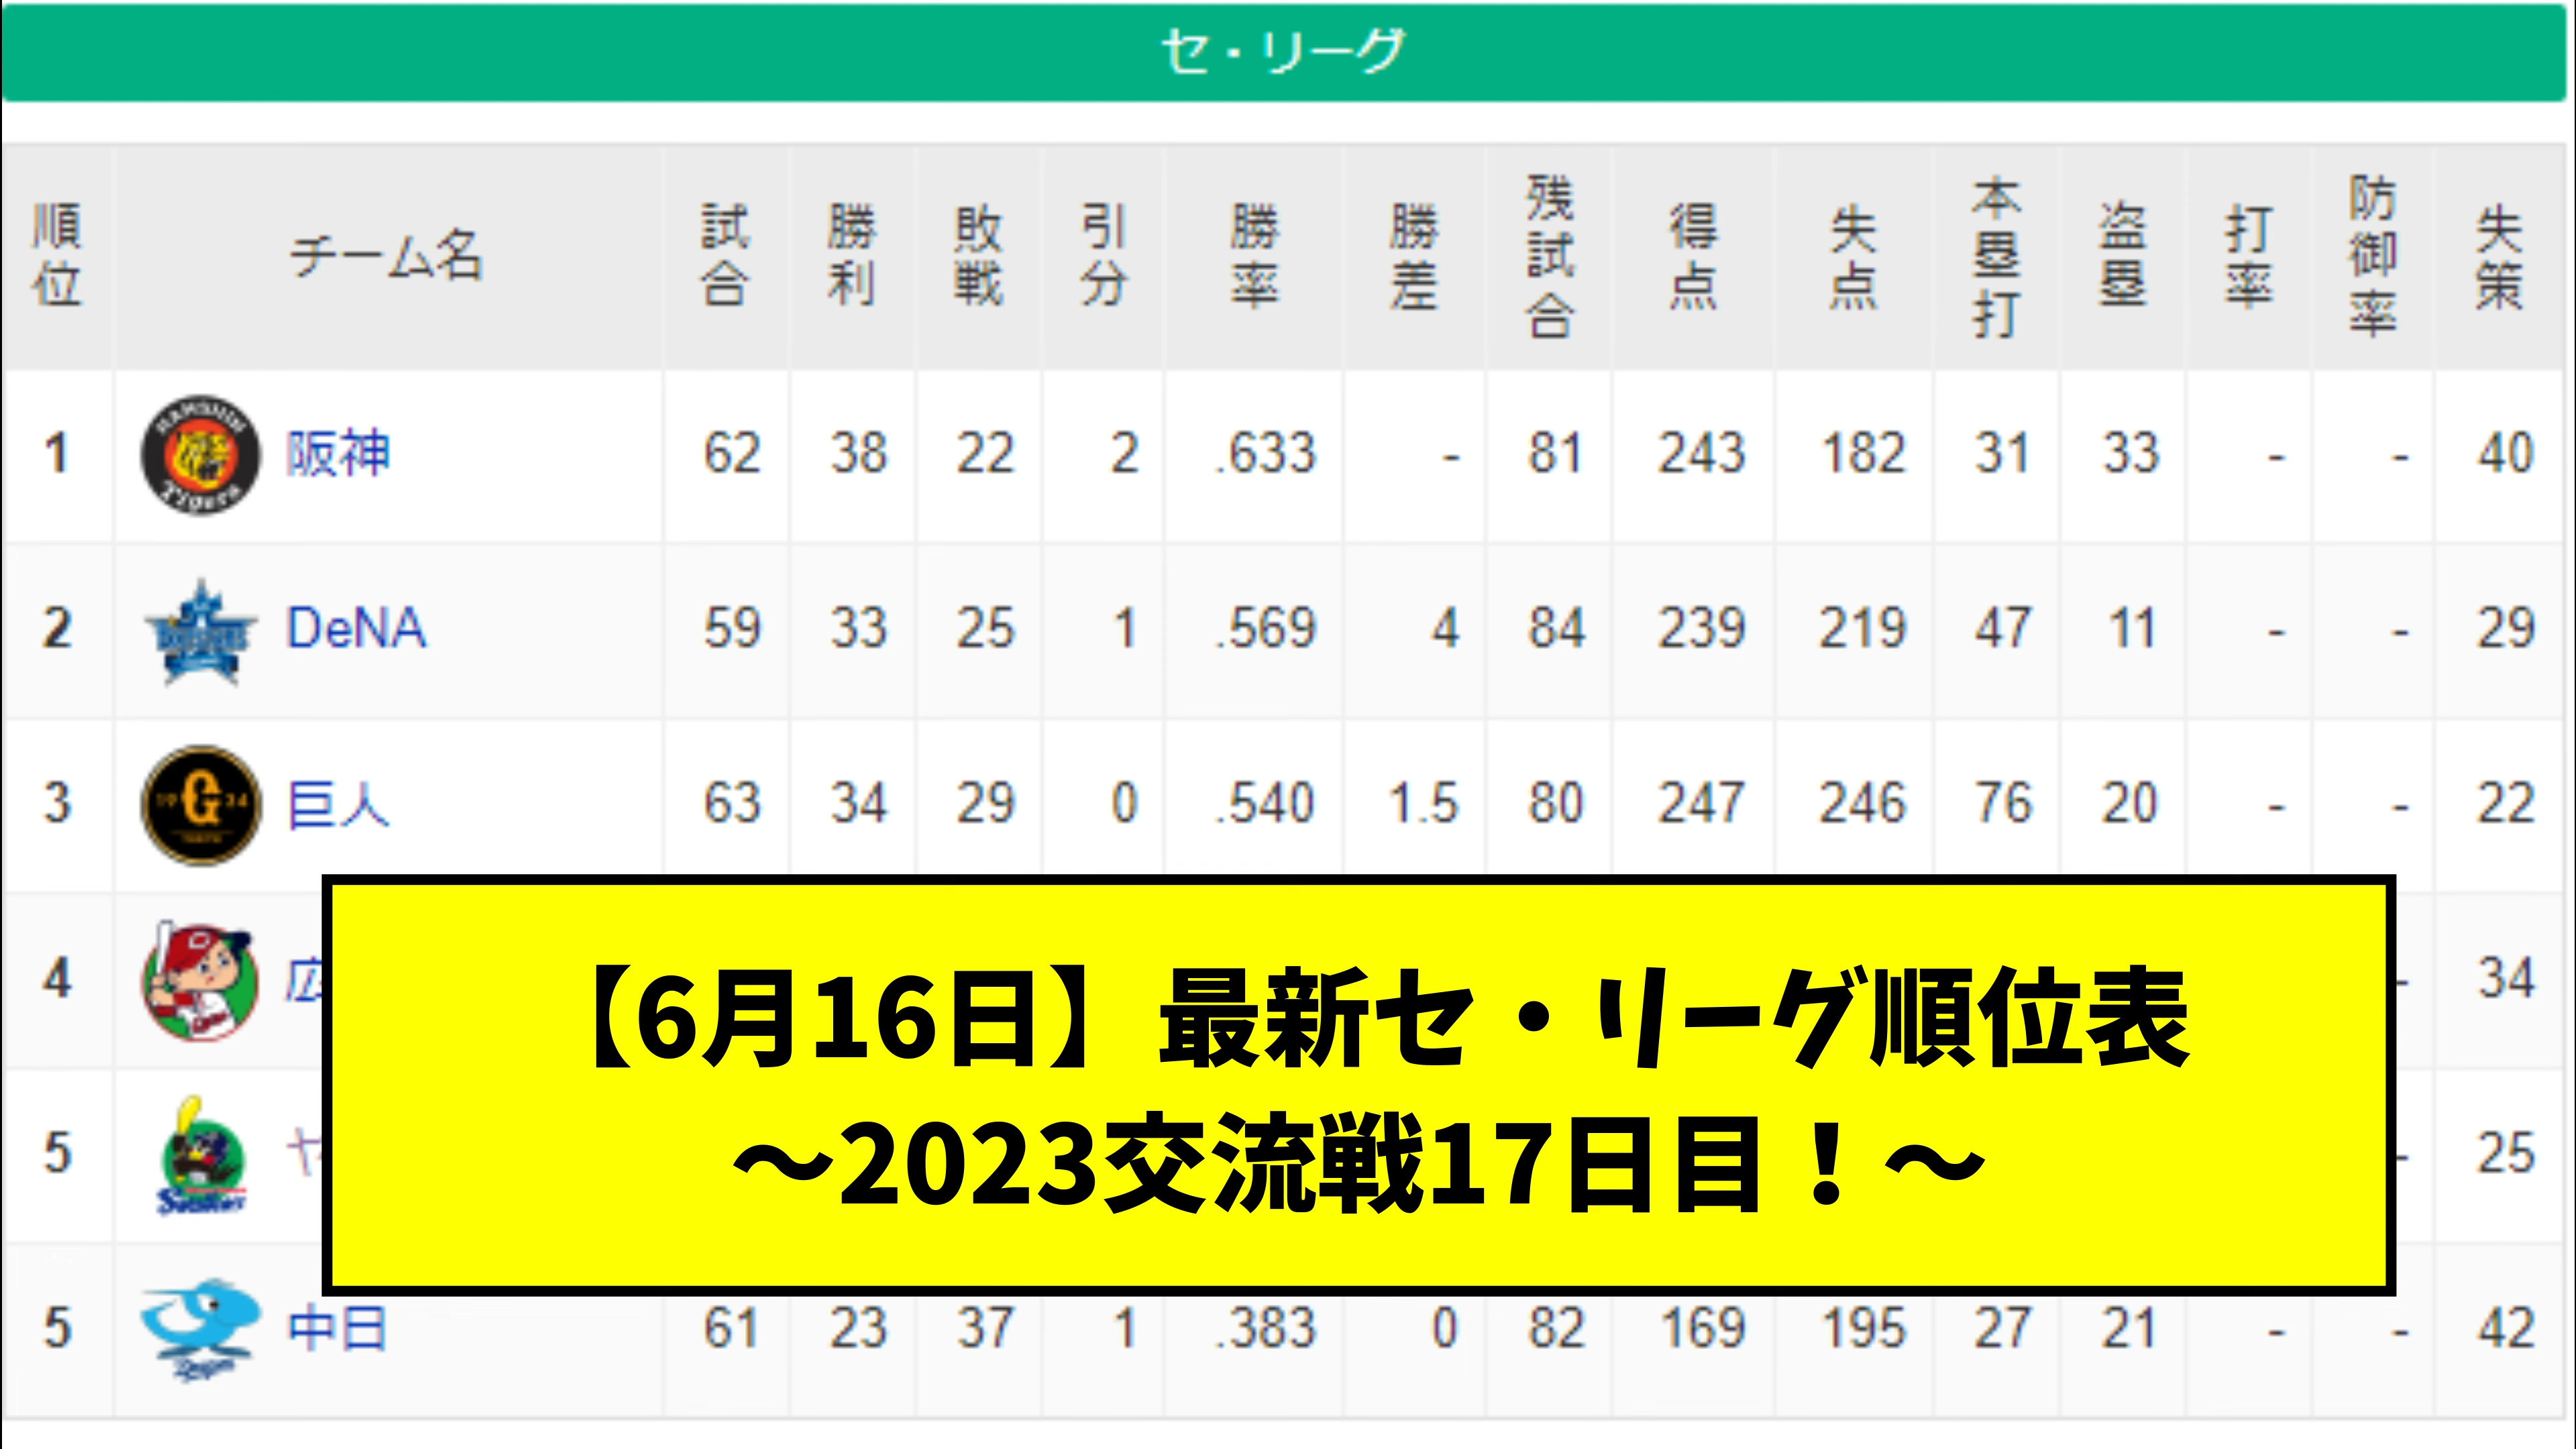 セ・リーグ
順位 チーム名 試合 勝利 敗戦 引分 勝率 勝差 残試合 得点 失点 本塁打 盗塁 打率 防御率 失策
1 HANSHIN Tigers 阪神 62 38 22 2 .633 - 81 243 182 31 33 - - 40
2 DeNA 59 33 25 1 .569 4 84 239 219 47 11 - - 29
3 19 G 34 巨人 63 34 29 0 .540 1.5 80 247 246 76 20 - - 22
4 広 - 34
5 ヤ - 25
5 中日 61 23 37 1 .383 0 82 169 195 27 21 - - 42
【6月16日】最新セ・リーグ順位表
～2023交流戦17日目！～